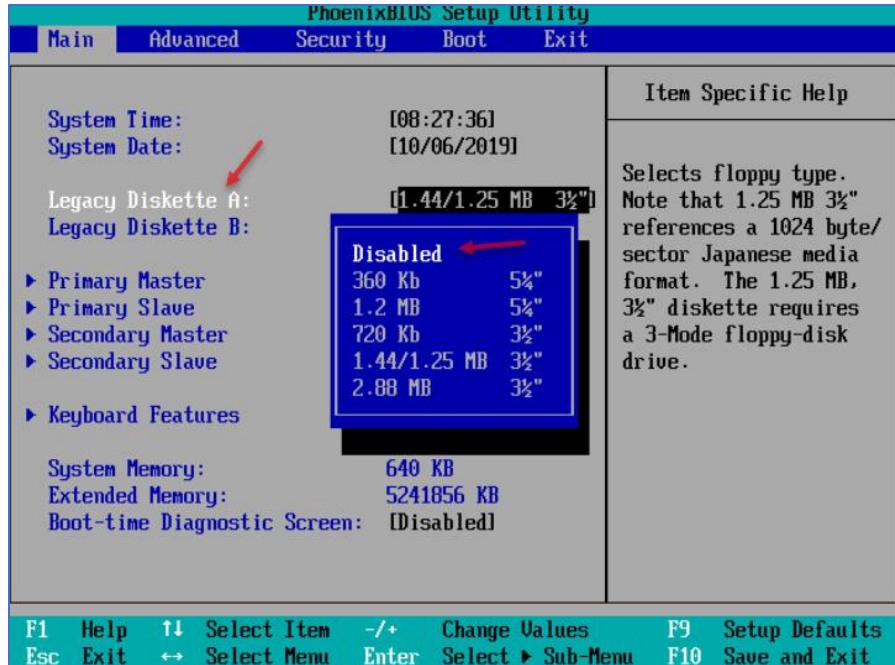 PhoenixBIOS Setup Utility
Main Advanced Security Boot Exit
Item Specific Help
System Time: [08:27:36]
System Date: [10/06/2019]
Legacy Diskette A: [1.44/1.25 MB 3½"]
Legacy Diskette B:
Disabled
360 Kb 5¼"
1.2 MB 5¼"
720 Kb 3½"
1.44/1.25 MB 3½"
2.88 MB 3½"
▶ Primary Master
▶ Primary Slave
▶ Secondary Master
▶ Secondary Slave
▶ Keyboard Features
System Memory: 640 KB
Extended Memory: 5241856 KB
Boot-time Diagnostic Screen: [Disabled]
Selects floppy type.
Note that 1.25 MB 3½"
references a 1024 byte/
sector Japanese media
format. The 1.25 MB,
3½" diskette requires
a 3-Mode floppy-disk
drive.
F1 Help ↑↓ Select Item -/+ Change Values F9 Setup Defaults
Esc Exit ↔ Select Menu Enter Select ▶ Sub-Menu F10 Save and Exit